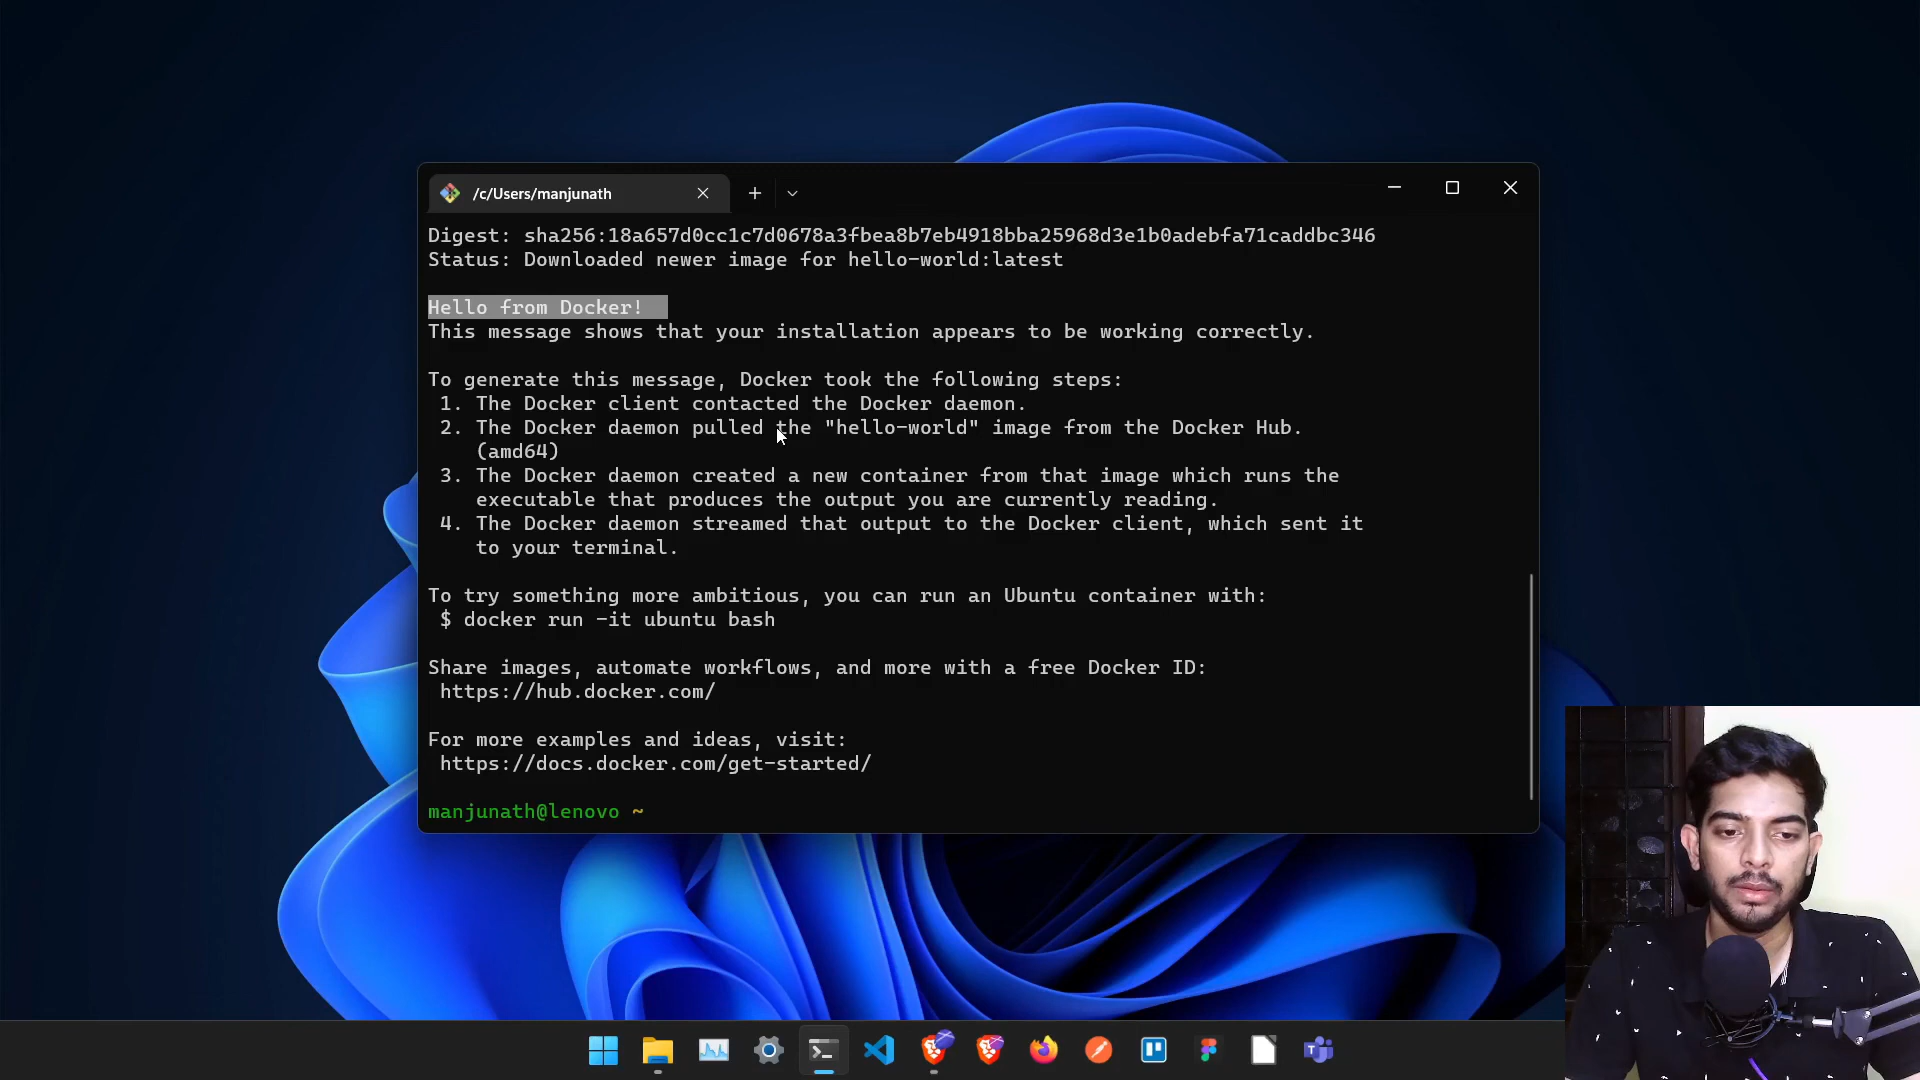 /c/Users/manjunath
Digest: sha256:18a657d0cc1c7d0678a3fbea8b7eb4918bba25968d3e1b0adebfa71caddbc346
Status: Downloaded newer image for hello-world:latest
Hello from Docker!
This message shows that your installation appears to be working correctly.
To generate this message, Docker took the following steps:
1. The Docker client contacted the Docker daemon.
2. The Docker daemon pulled the "hello-world" image from the Docker Hub.
(amd64)
3. The Docker daemon created a new container from that image which runs the
executable that produces the output you are currently reading.
4. The Docker daemon streamed that output to the Docker client, which sent it
to your terminal.
To try something more ambitious, you can run an Ubuntu container with:
$ docker run -it ubuntu bash
Share images, automate workflows, and more with a free Docker ID:
https://hub.docker.com/
For more examples and ideas, visit:
https://docs.docker.com/get-started/
manjunath@lenovo ~